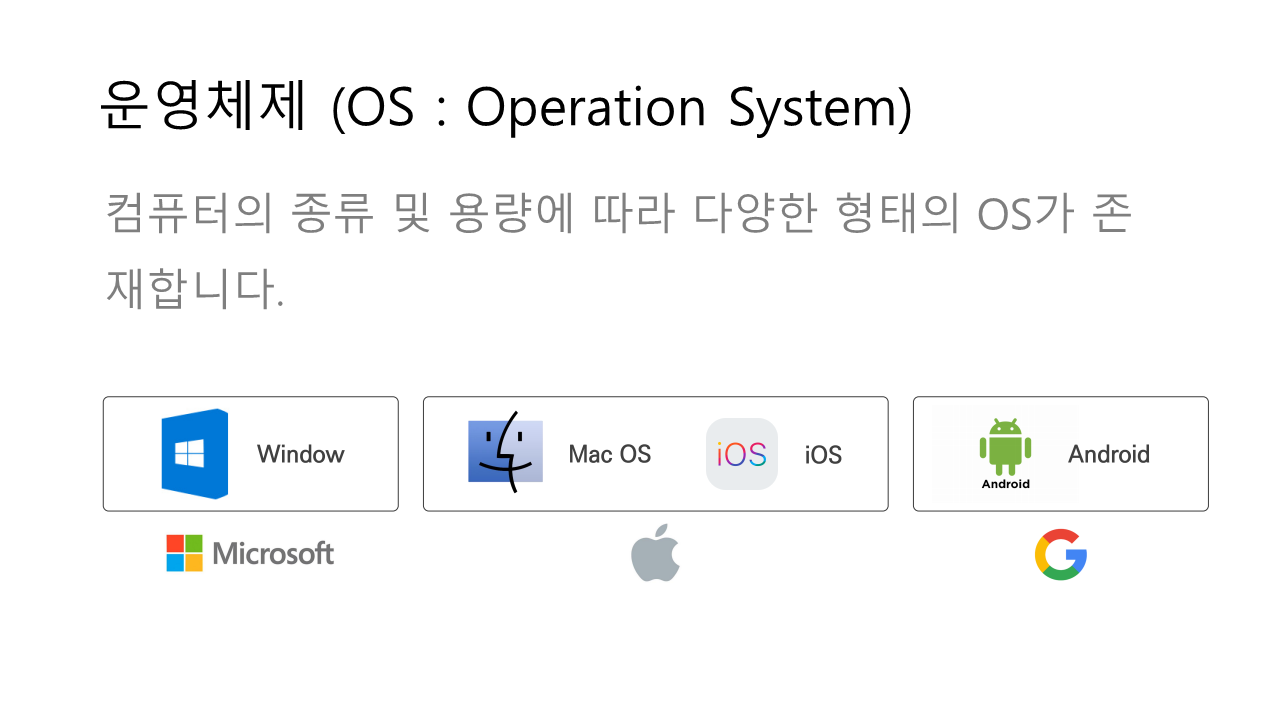 운영체제 (OS : Operation System)
컴퓨터의 종류 및 용량에 따라 다양한 형태의 OS가 존
재합니다.
Window
Mac OS
iOS
iOS
Android
Android
Microsoft